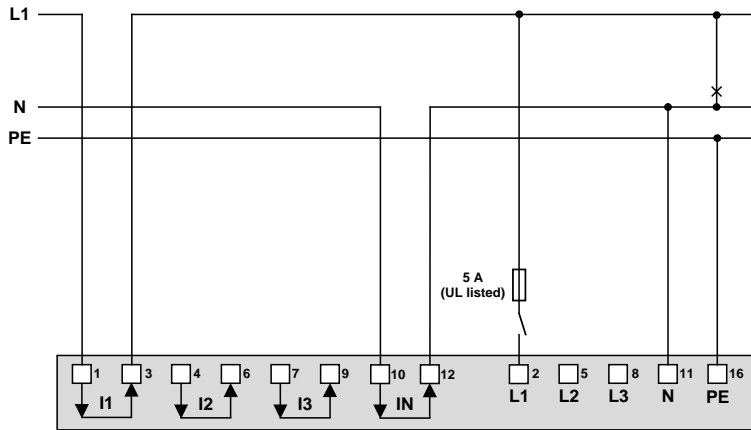 L1
N
PE
5 A
(UL listed)
1 3 4 6 7 9 10 12 2 5 8 11 16
I1 I2 I3 IN L1 L2 L3 N PE